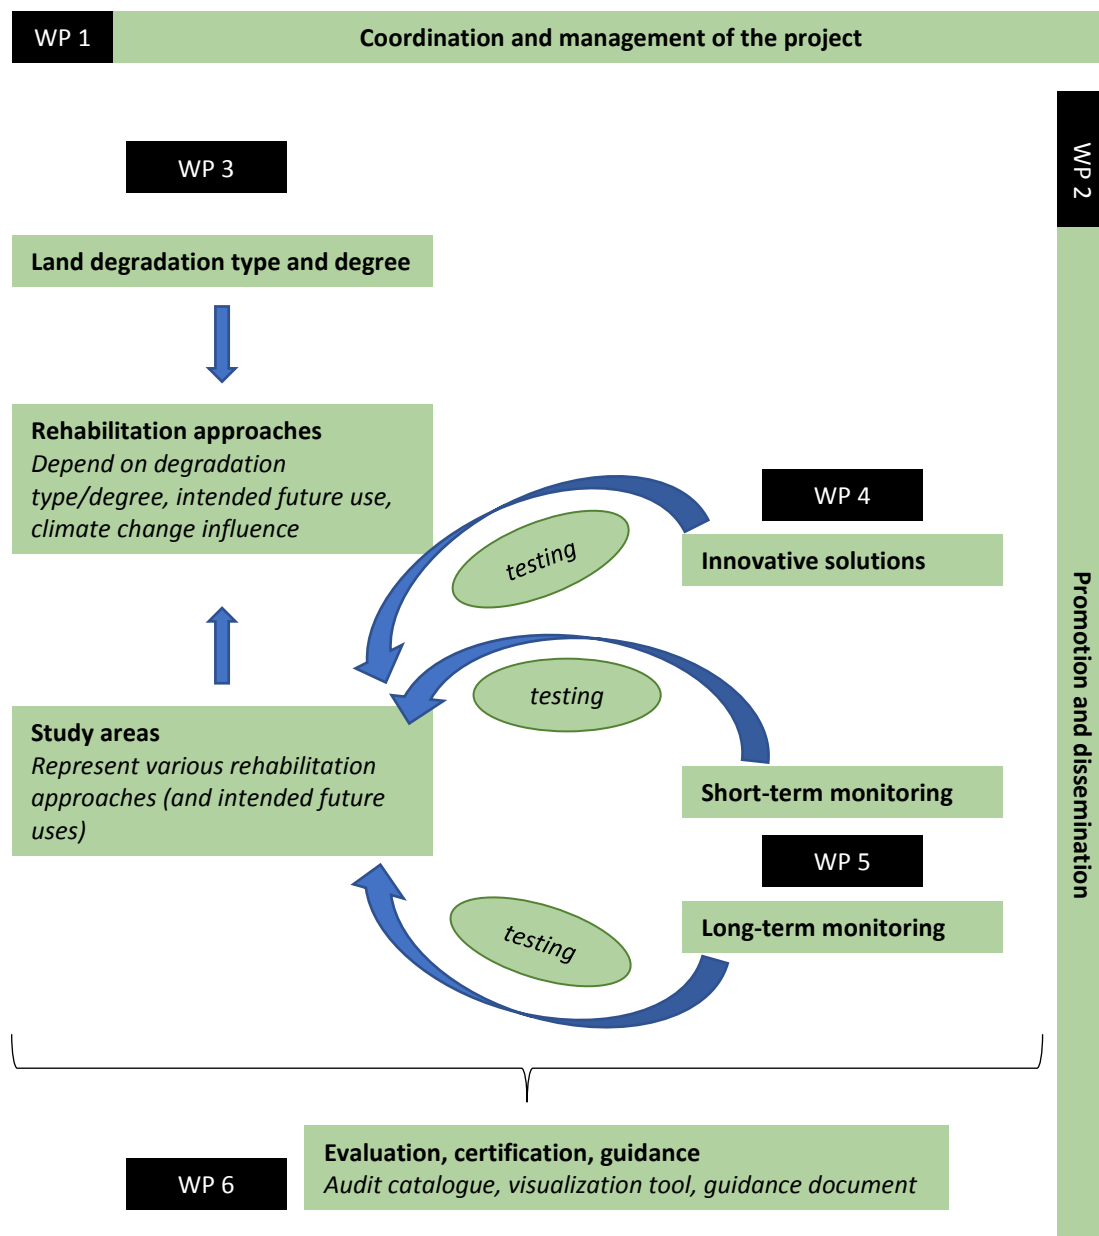 WP 1
Coordination and management of the project
WP 2
Promotion and dissemination
WP 3
Land degradation type and degree
Rehabilitation approaches
Depend on degradation
type/degree, intended future use,
climate change influence
WP 4
Innovative solutions
testing
testing
Study areas
Represent various rehabilitation
approaches (and intended future
uses)
Short-term monitoring
WP 5
Long-term monitoring
testing
WP 6
Evaluation, certification, guidance
Audit catalogue, visualization tool, guidance document